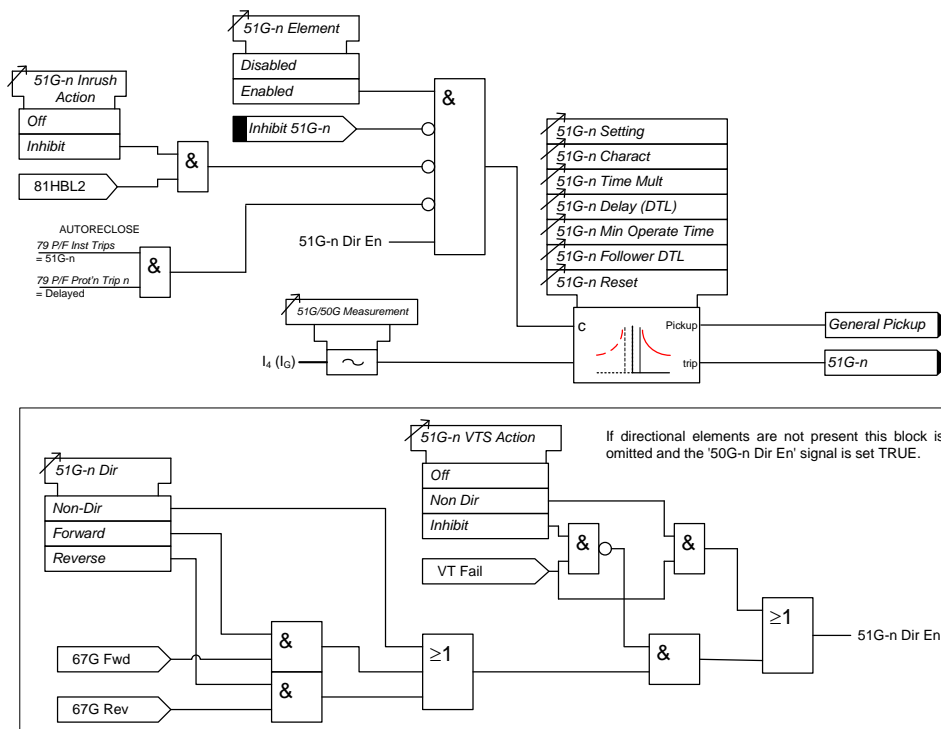 51G-n Element
Disabled
Enabled
51G-n Inrush
Action
Off
Inhibit
81HBL2
&
Inhibit 51G-n
&
AUTORECLOSE
79 P/F Inst Trips
= 51G-n
79 P/F Prot'n Trip n
= Delayed
&
51G-n Dir En
51G-n Setting
51G-n Charact
51G-n Time Mult
51G-n Delay (DTL)
51G-n Min Operate Time
51G-n Follower DTL
51G-n Reset
51G/50G Measurement
I4 (IG)
c
Pickup
trip
General Pickup
51G-n
If directional elements are not present this block is
omitted and the '50G-n Dir En' signal is set TRUE.
51G-n VTS Action
Off
Non Dir
Inhibit
VT Fail
&
&
51G-n Dir
Non-Dir
Forward
Reverse
67G Fwd
67G Rev
&
&
≥1
&
≥1
51G-n Dir En